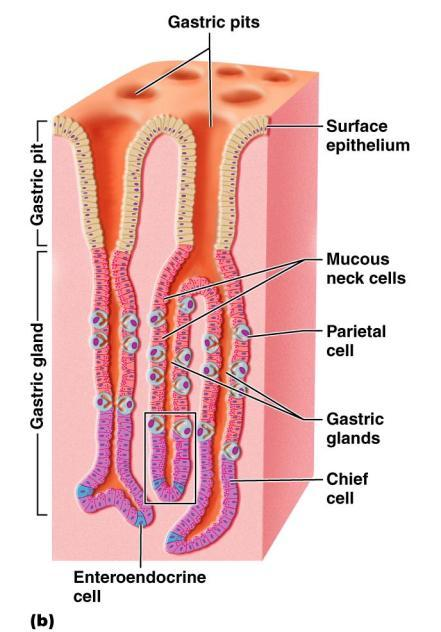 Gastric pits
Gastric pit
Surface
epithelium
Mucous
neck cells
Gastric gland
Parietal
cell
Gastric
glands
Chief
cell
Enteroendocrine
cell
(b)